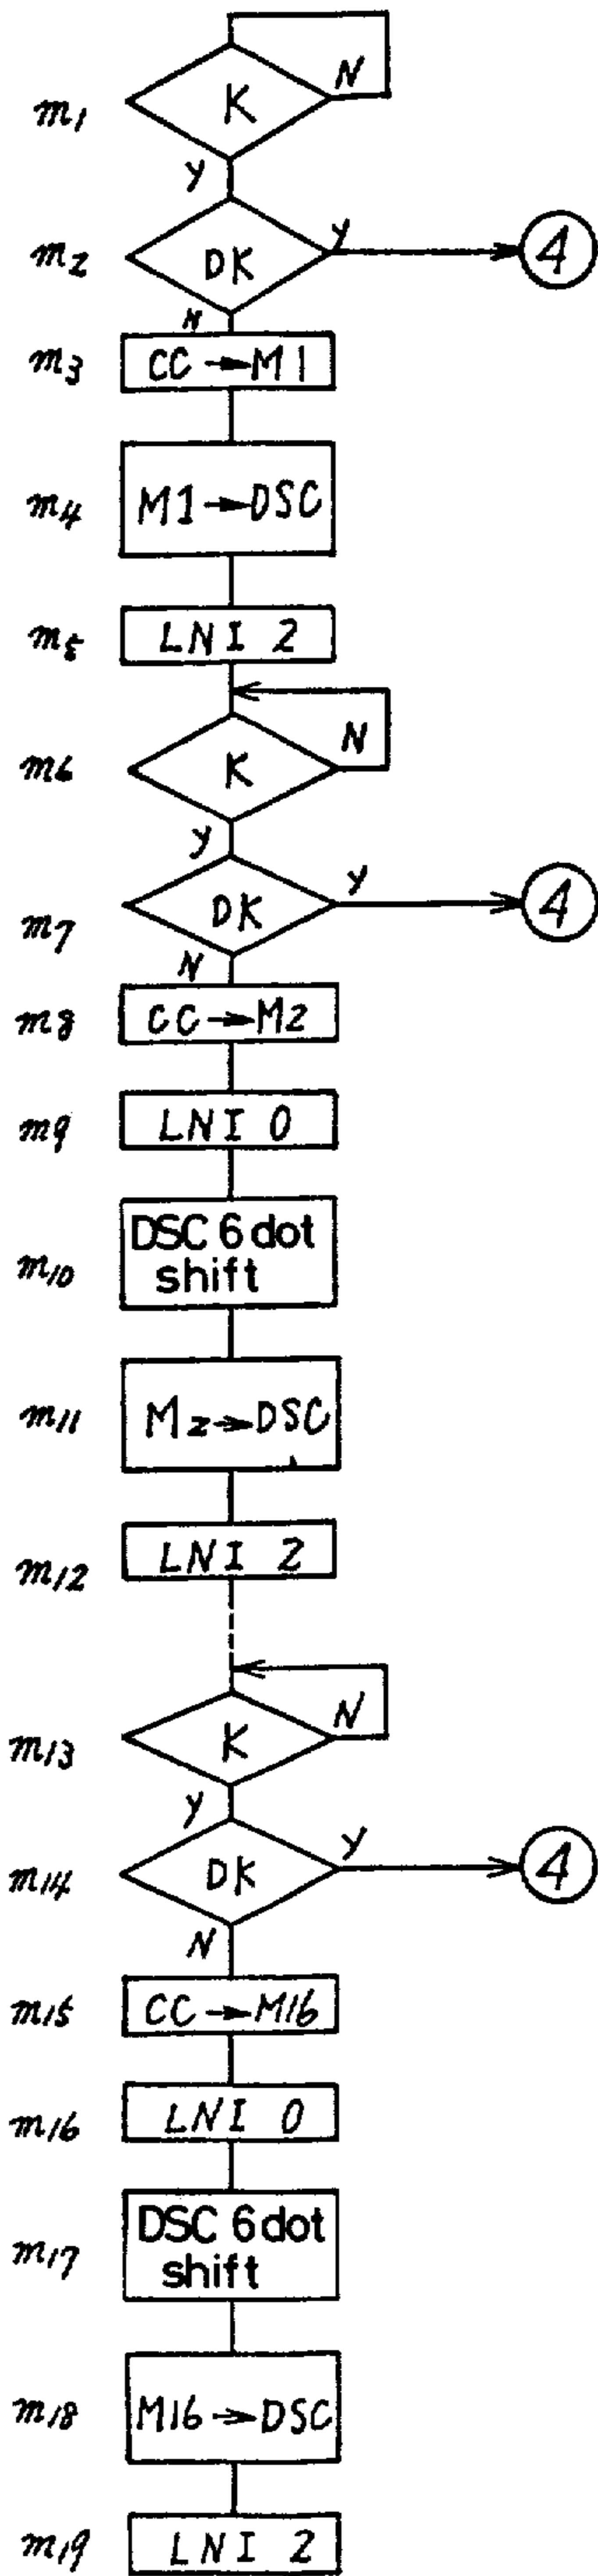 N
m1 K
Y
m2 DK Y 4
N
m3 CC→M1
m4 M1→DSC
m5 LNI 2
N
m6 K
Y
m7 DK Y 4
N
m8 CC→M2
m9 LNI 0
DSC 6 dot
m10 shift
m11 M2→DSC
m12 LNI 2
N
m13 K
Y
m14 DK Y 4
N
m15 CC→M16
m16 LNI 0
DSC 6 dot
m17 shift
m18 M16→DSC
m19 LNI 2